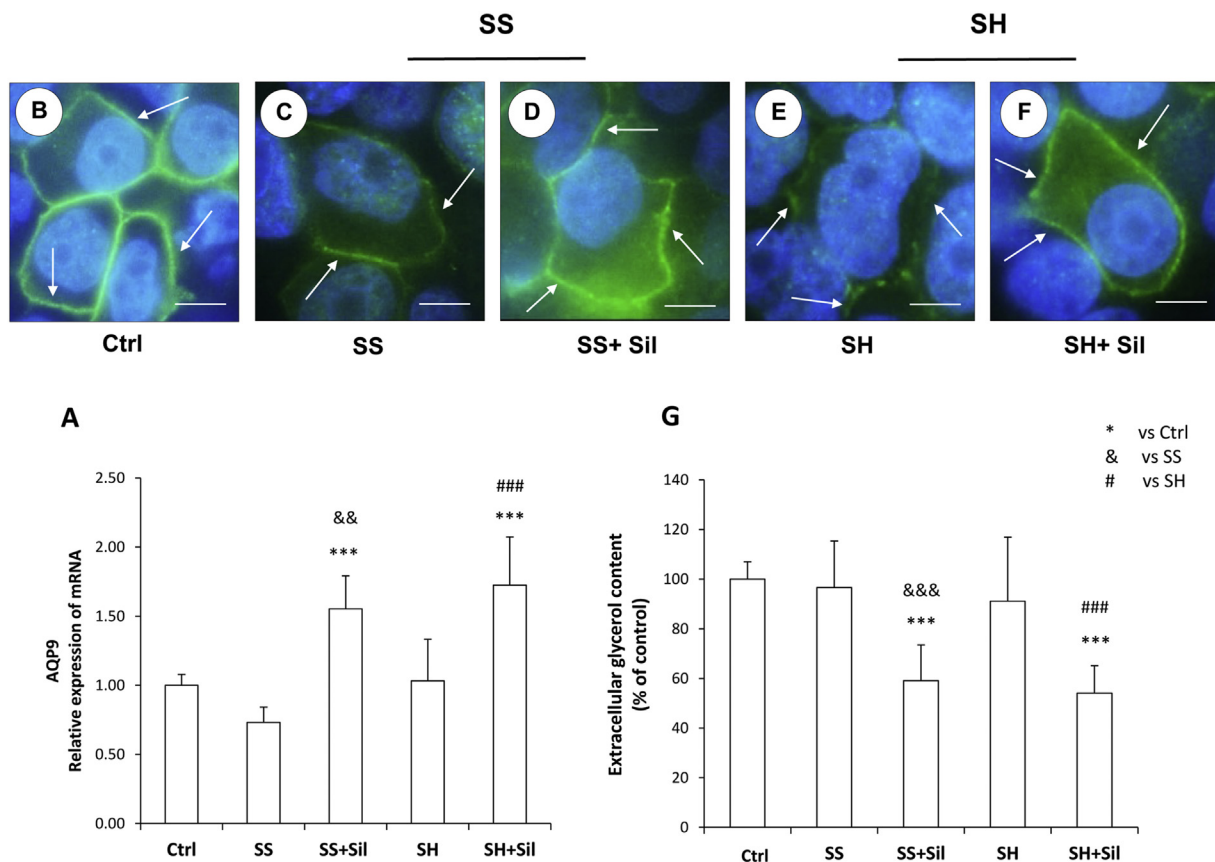 SS SH
B C D E F
Ctrl SS SS+ Sil SH SH+ Sil
A
AQP9
Relative expression of mRNA
2.50
2.00
1.50
1.00
0.50
0.00
&&
***
###
***
Ctrl SS SS+Sil SH SH+Sil
G
* vs Ctrl
& vs SS
# vs SH
Extracellular glycerol content
(% of control)
140
120
100
80
60
40
20
0
&&&
***
###
***
Ctrl SS SS+Sil SH SH+Sil